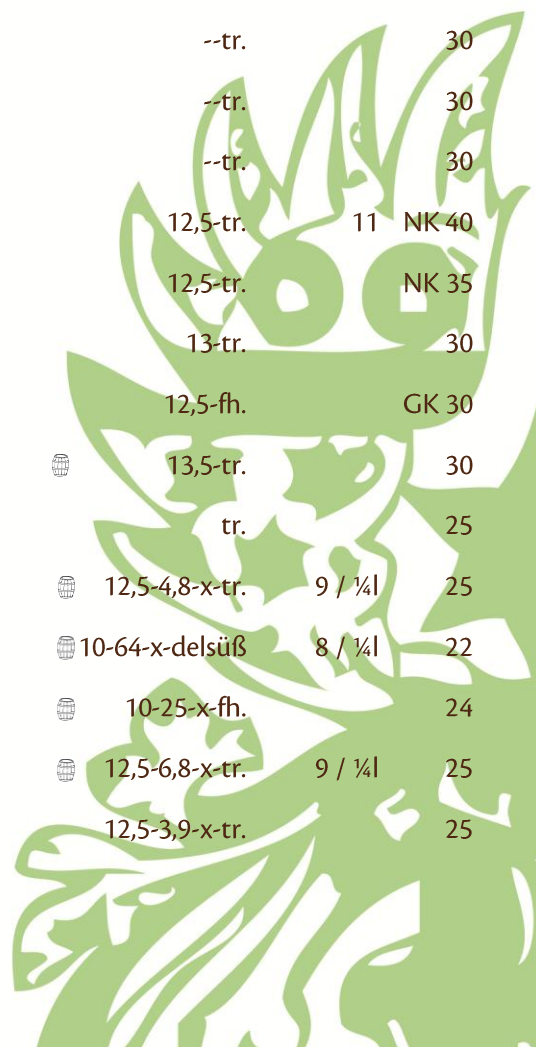 --tr. 30
--tr. 30
--tr. 30
12,5-tr. 11 NK 40
12,5-tr. NK 35
13-tr. 30
12,5-fh. GK 30
13,5-tr. 30
tr. 25
12,5-4,8-x-tr. 9 / ¼l 25
10-64-x-delsüß 8 / ¼l 22
10-25-x-fh. 24
12,5-6,8-x-tr. 9 / ¼l 25
12,5-3,9-x-tr. 25